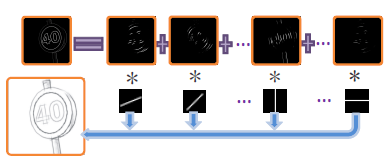 40
= + + ... + ...
* * * *
... ...
40